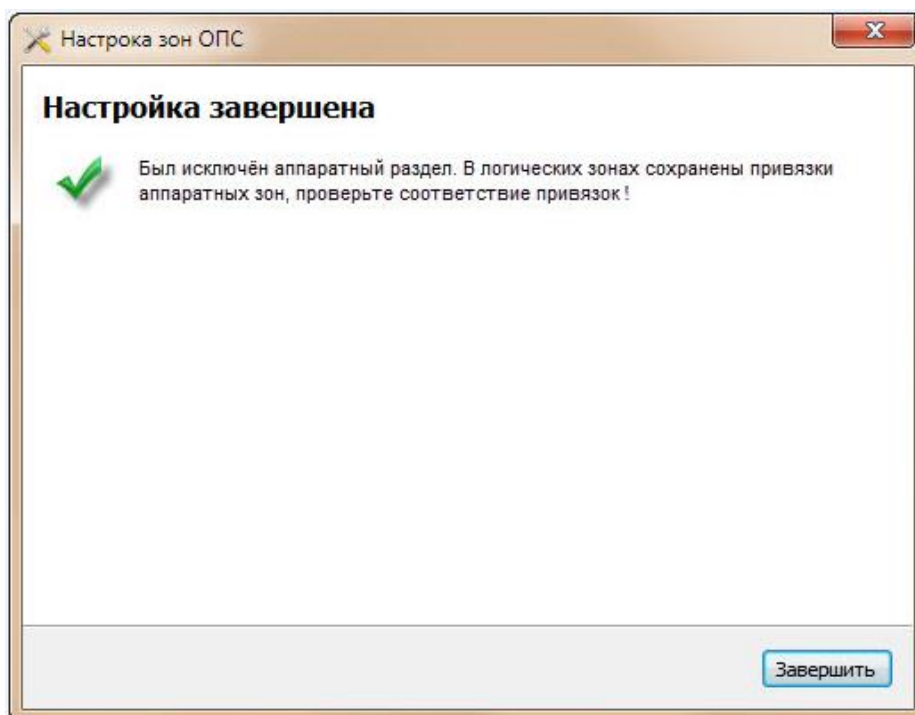 Настрока зон ОПС
Настройка завершена
Был исключён аппаратный раздел. В логических зонах сохранены привязки
аппаратных зон, проверьте соответствие привязок !
Завершить